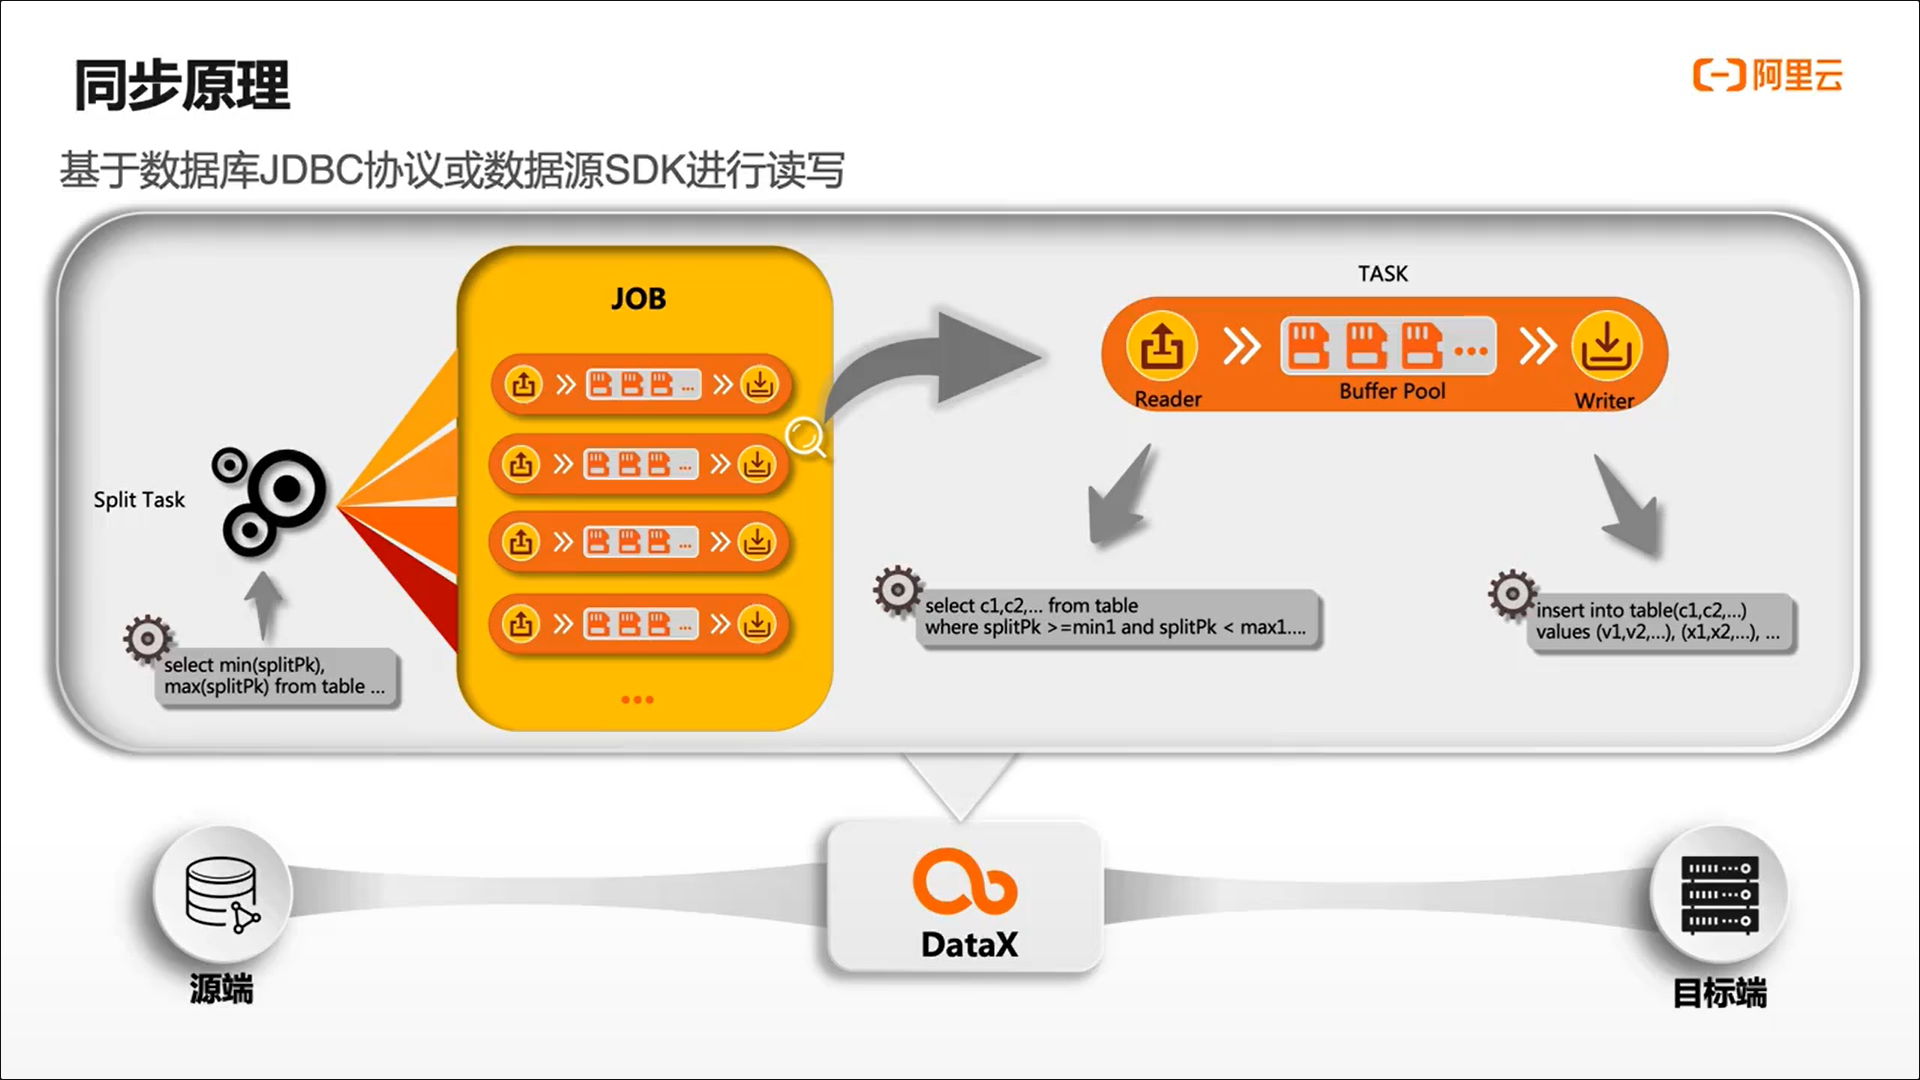 同步原理
阿里云
基于数据库JDBC协议或数据源SDK进行读写
JOB
TASK
Reader
Buffer Pool
Writer
Split Task
select min(splitPk),
max(splitPk) from table ...
select c1,c2,... from table
where splitPk >=min1 and splitPk < max1....
insert into table(c1,c2,...)
values (v1,v2,...), (x1,x2,...), ...
DataX
源端
目标端